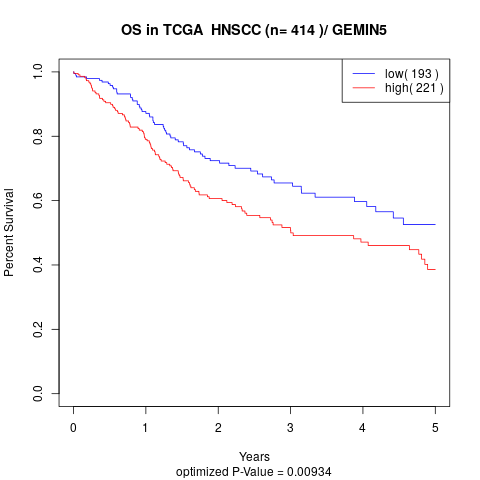 OS in TCGA  HNSCC (n= 414 )/ GEMIN5
low( 193 )
high( 221 )
1.0
0.8
0.6
0.4
0.2
0.0
Percent Survival
0 1 2 3 4 5
Years
optimized P-Value = 0.00934